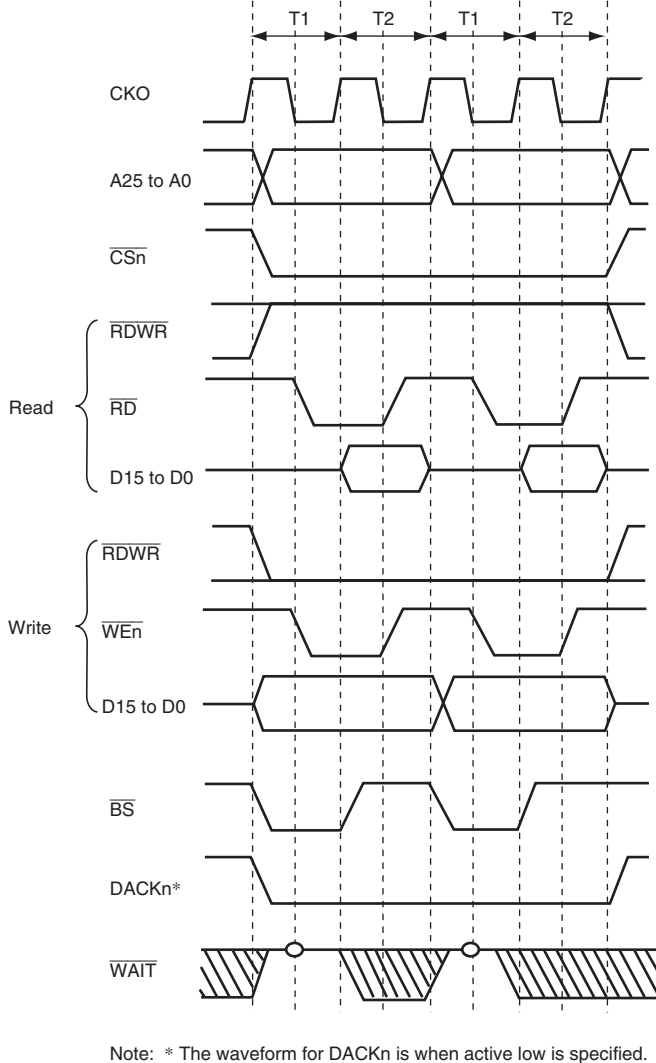 T1 T2 T1 T2
CKO
A25 to A0
CSn
RDWR
Read
RD
D15 to D0
RDWR
Write
WEn
D15 to D0
BS
DACKn*
WAIT
Note: * The waveform for DACKn is when active low is specified.